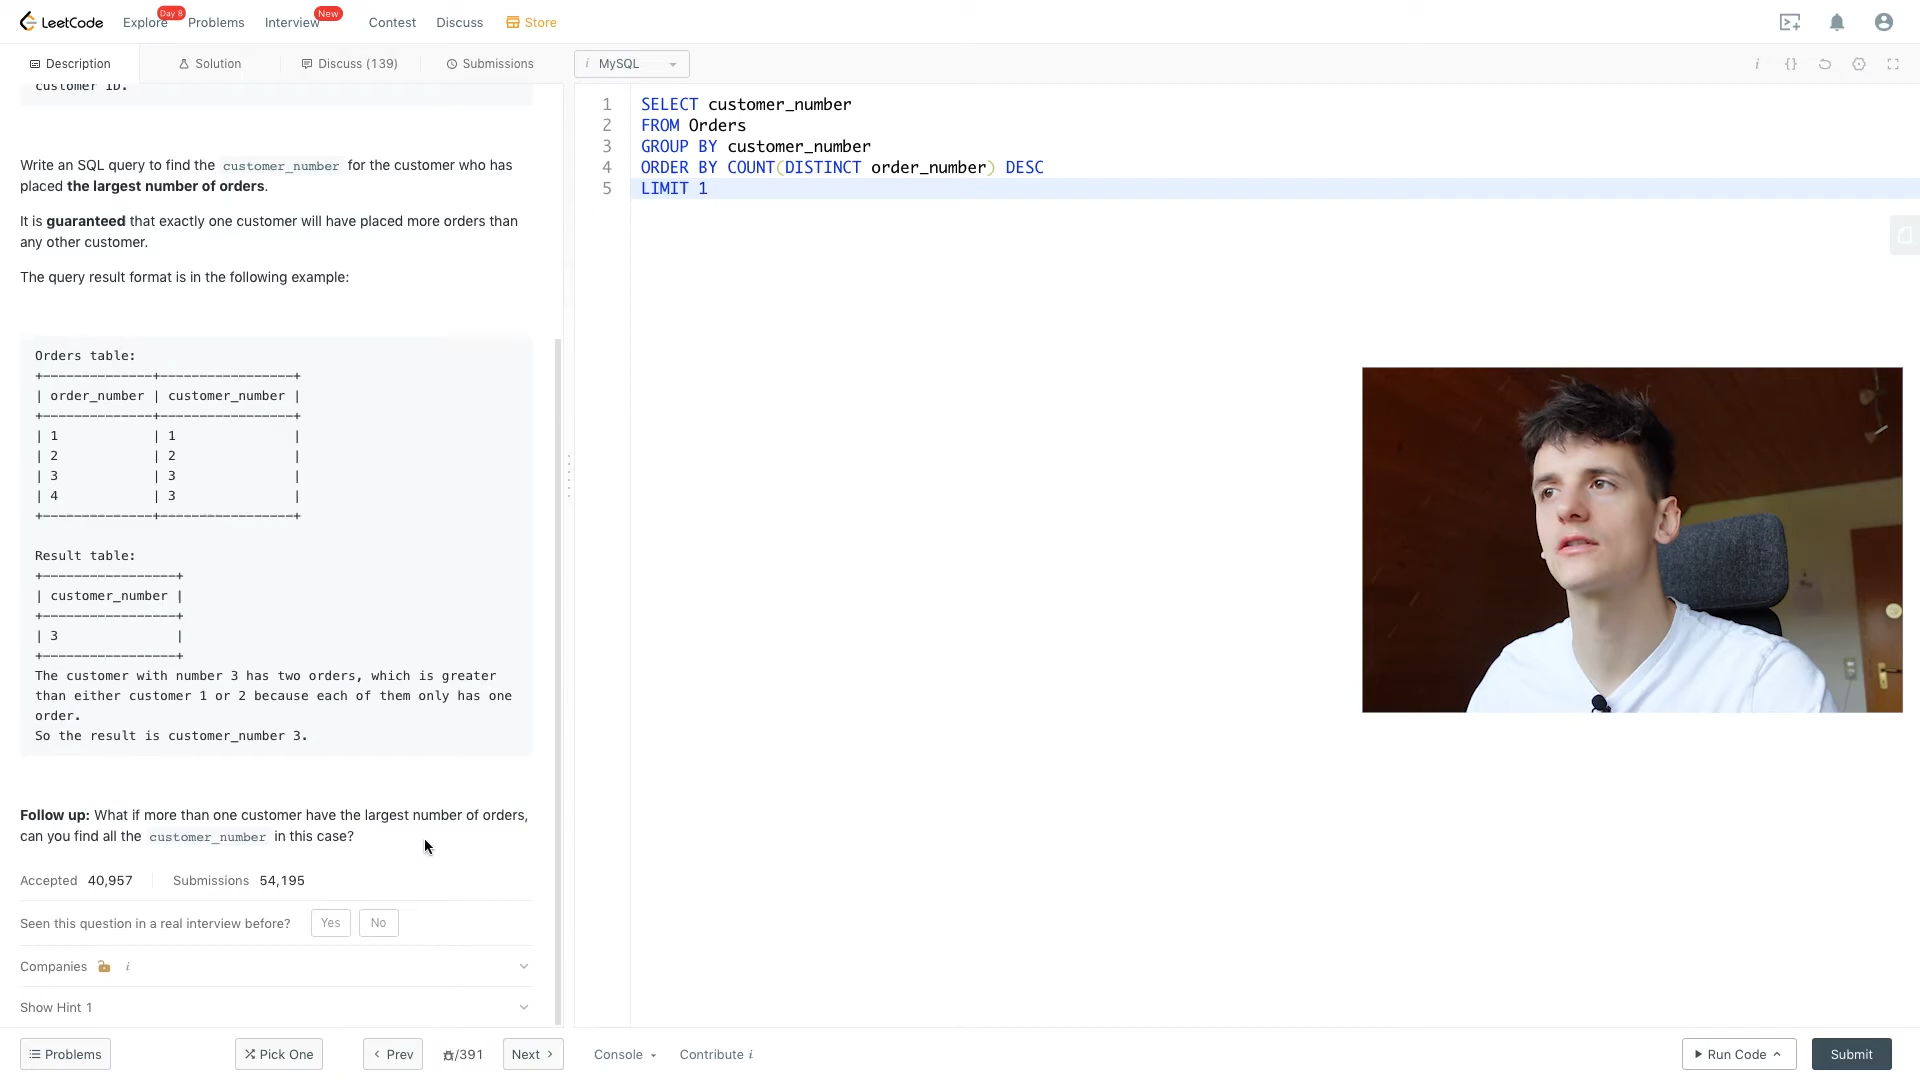 LeetCode
Explore Day 8
Problems
Interview New
Contest
Discuss
Store
Description
Solution
Discuss (139)
Submissions
i MySQL
i {}
customer ID.
Write an SQL query to find the customer_number for the customer who has
placed the largest number of orders.
It is guaranteed that exactly one customer will have placed more orders than
any other customer.
The query result format is in the following example:
Orders table:
+--------------+-----------------+
| order_number | customer_number |
+--------------+-----------------+
| 1            | 1               |
| 2            | 2               |
| 3            | 3               |
| 4            | 3               |
+--------------+-----------------+
Result table:
+-----------------+
| customer_number |
+-----------------+
| 3               |
+-----------------+
The customer with number 3 has two orders, which is greater
than either customer 1 or 2 because each of them only has one
order.
So the result is customer_number 3.
Follow up: What if more than one customer have the largest number of orders,
can you find all the customer_number in this case?
Accepted 40,957 Submissions 54,195
Seen this question in a real interview before? Yes No
Companies i
Show Hint 1
1 SELECT customer_number
2 FROM Orders
3 GROUP BY customer_number
4 ORDER BY COUNT(DISTINCT order_number) DESC
5 LIMIT 1
Problems
Pick One
Prev
/391
Next
Console
Contribute i
Run Code
Submit